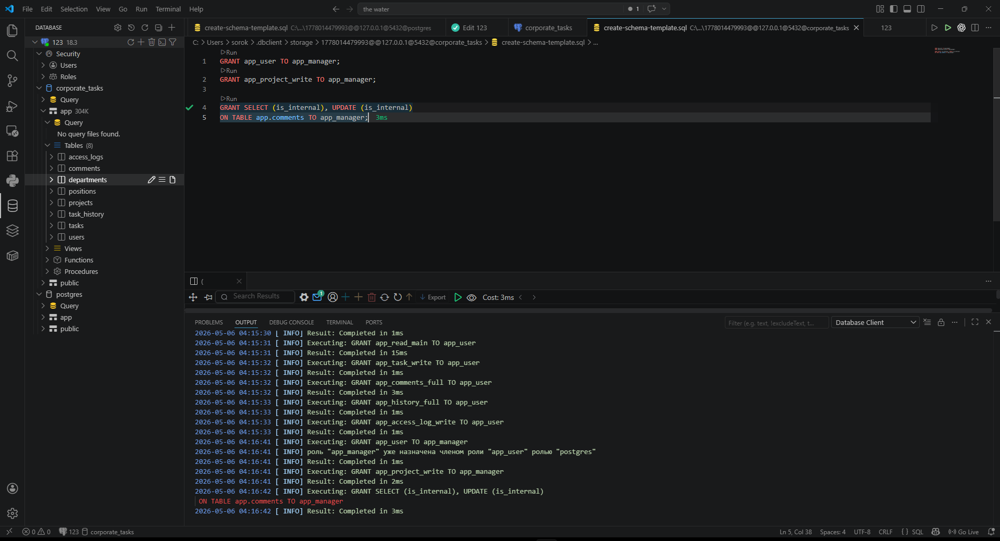 File Edit Selection View Go Run Terminal Help
the water
1
DATABASE
create-schema-template.sql C:\...\1778014479993@@127.0.0.1@5432@postgres
Edit 123
corporate_tasks
create-schema-template.sql C:\...\1778014479993@@127.0.0.1@5432@corporate_tasks
123
C: > Users > sorok > .dbclient > storage > 1778014479993@@127.0.0.1@5432@corporate_tasks > create-schema-template.sql > ...
123 18.3
Security
Users
Roles
corporate_tasks
Query
app 304K
Query
No query files found.
Tables (8)
access_logs
comments
departments
positions
projects
task_history
tasks
users
Views
Functions
Procedures
public
postgres
Query
app
public
Run
1 GRANT app_user TO app_manager;
Run
2 GRANT app_project_write TO app_manager;
3
Run
4 GRANT SELECT (is_internal), UPDATE (is_internal)
5 ON TABLE app.comments TO app_manager; 3ms
(
Search Results
1
Export
Cost: 3ms
PROBLEMS OUTPUT DEBUG CONSOLE TERMINAL PORTS
Filter (e.g. text, !excludeText, t...
Database Client
2026-05-06 04:15:30 [ INFO] Result: Completed in 1ms
2026-05-06 04:15:31 [ INFO] Executing: GRANT app_read_main TO app_user
2026-05-06 04:15:31 [ INFO] Result: Completed in 15ms
2026-05-06 04:15:32 [ INFO] Executing: GRANT app_task_write TO app_user
2026-05-06 04:15:32 [ INFO] Result: Completed in 1ms
2026-05-06 04:15:32 [ INFO] Executing: GRANT app_comments_full TO app_user
2026-05-06 04:15:32 [ INFO] Result: Completed in 3ms
2026-05-06 04:15:33 [ INFO] Executing: GRANT app_history_full TO app_user
2026-05-06 04:15:33 [ INFO] Result: Completed in 1ms
2026-05-06 04:15:33 [ INFO] Executing: GRANT app_access_log_write TO app_user
2026-05-06 04:15:33 [ INFO] Result: Completed in 1ms
2026-05-06 04:16:41 [ INFO] Executing: GRANT app_user TO app_manager
2026-05-06 04:16:41 [ INFO] роль "app_manager" уже назначена членом роли "app_user" ролью "postgres"
2026-05-06 04:16:41 [ INFO] Result: Completed in 1ms
2026-05-06 04:16:41 [ INFO] Executing: GRANT app_project_write TO app_manager
2026-05-06 04:16:41 [ INFO] Result: Completed in 2ms
2026-05-06 04:16:42 [ INFO] Executing: GRANT SELECT (is_internal), UPDATE (is_internal)
ON TABLE app.comments TO app_manager
2026-05-06 04:16:42 [ INFO] Result: Completed in 3ms
0 0 123 corporate_tasks
Ln 5, Col 38 Spaces: 4 UTF-8 CRLF { } SQL Go Live